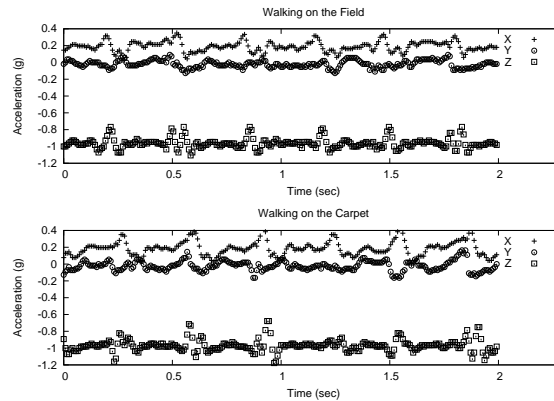 Walking on the Field
0.4
0.2
0
-0.2
-0.4
-0.6
-0.8
-1
-1.2
Acceleration (g)
X
Y
Z
0 0.5 1 1.5 2
Time (sec)
Walking on the Carpet
0.4
0.2
0
-0.2
-0.4
-0.6
-0.8
-1
-1.2
Acceleration (g)
X
Y
Z
0 0.5 1 1.5 2
Time (sec)